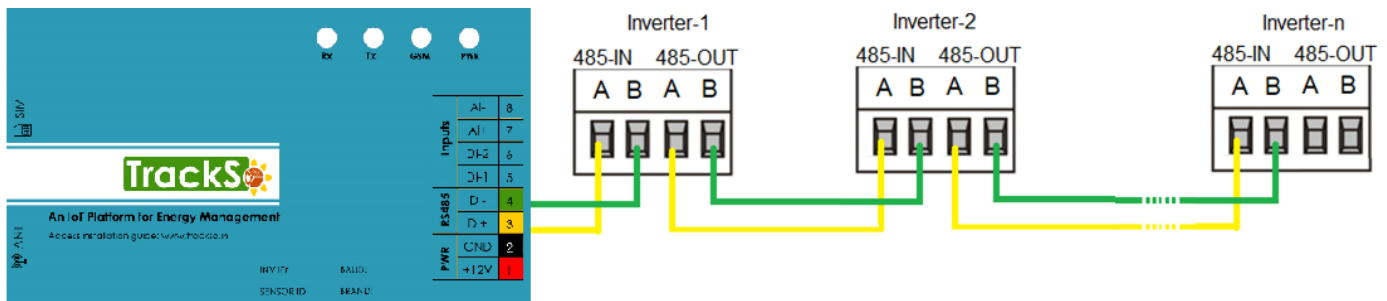 Inverter-1
Inverter-2
Inverter-n
485-IN 485-OUT
485-IN 485-OUT
485-IN 485-OUT
A B A B
A B A B
A B A B
Rx Tx GSM PWR
SIM
ANT
TrackSo
An IoT Platform for Energy Management
Access installation guide: www.trackso.in
SENSOR ID
BAUD:
BRAND:
Inputs
AI- 8
AI+ 7
DI-2 6
DI-1 5
RS485
D - 4
D + 3
PWR
GND 2
+12V 1